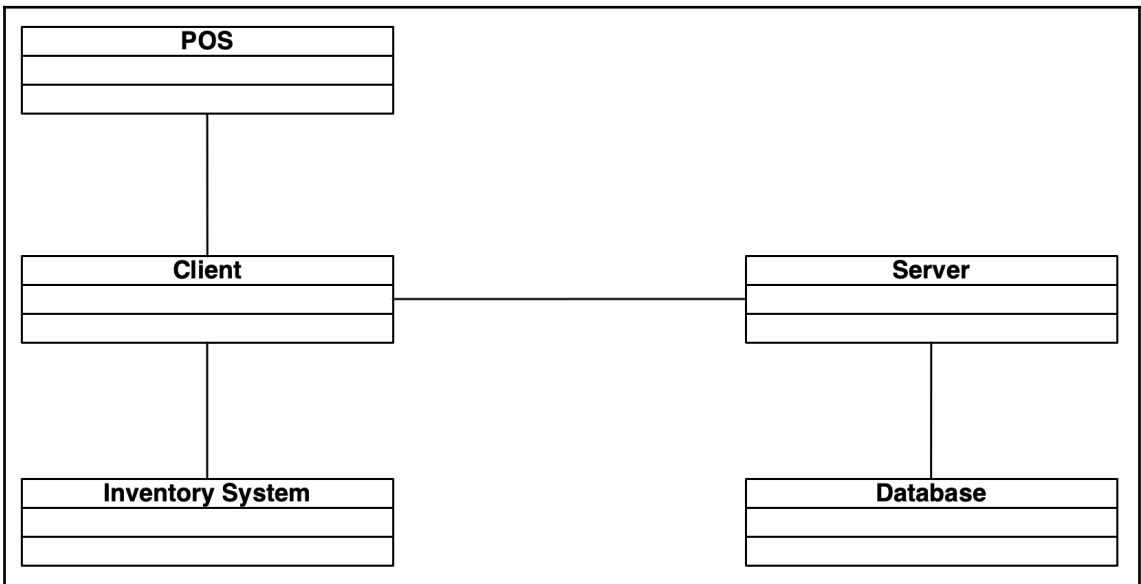 POS
Client
Server
Inventory System
Database